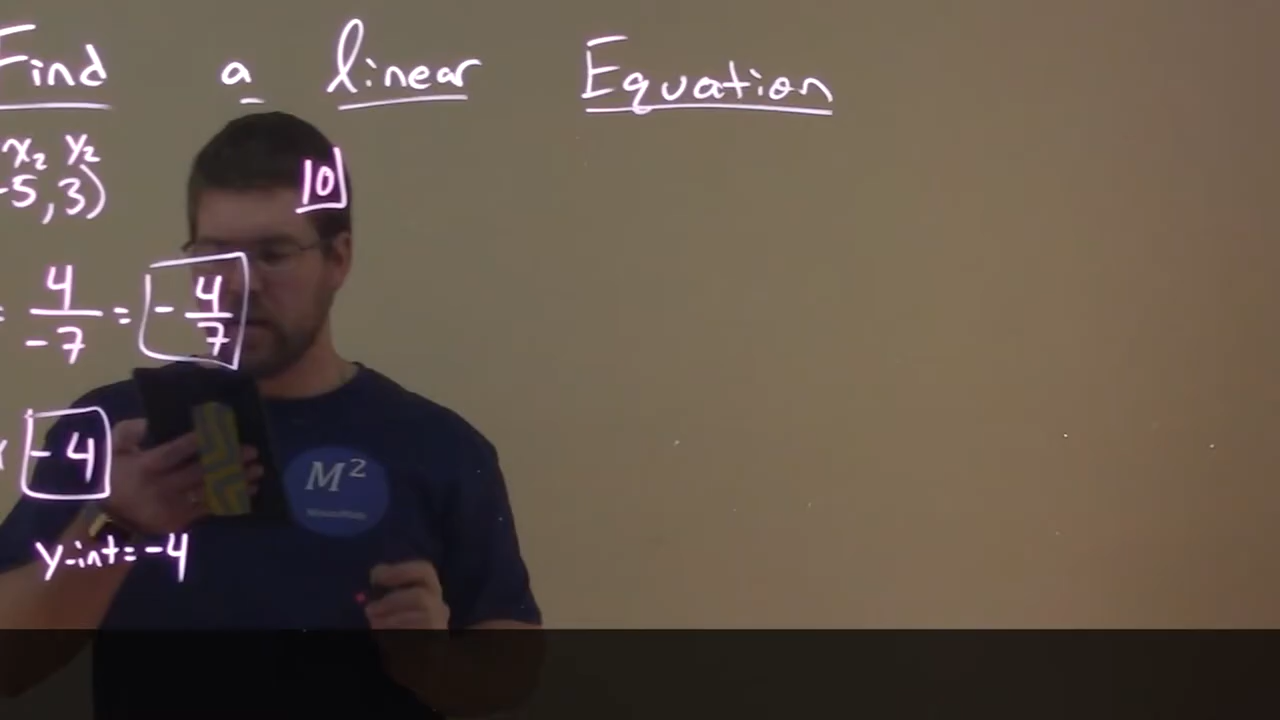 Find a linear Equation
x₂ y₂
-5, 3) 10
= 4/-7 = -4/7
-4
M²
y-int = -4